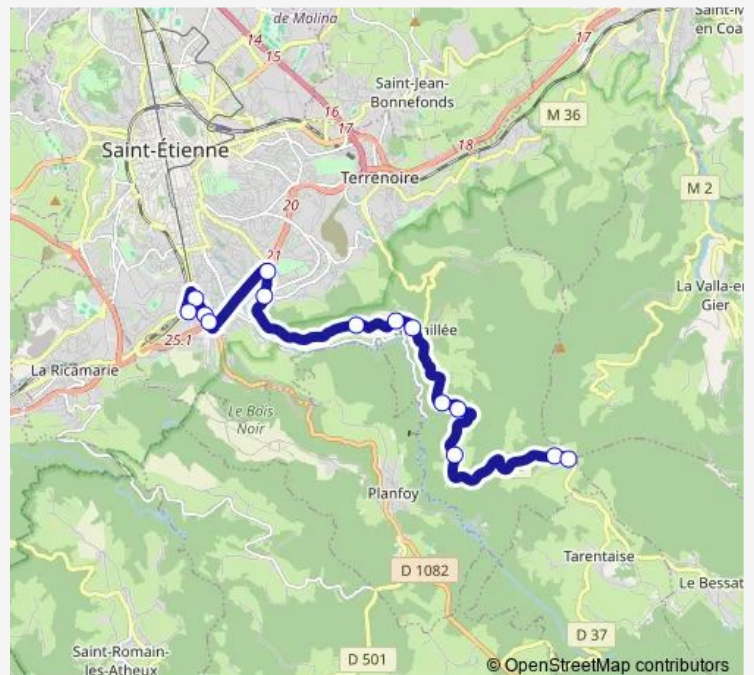 Saint-M
en Coa
de Molina
14
15
17
Saint-Jean-
Bonnefonds
16
17
M 36
18
Saint-Étienne
Terrenoire
M 2
20
21
La Valla-en
Gier
aillée
25.1
La Ricamarie
Le Bois
Noir
Planfoy
Tarentaise
D 1082
Le Bessat
D 37
Saint-Romain-
les-Atheux
D 501
© OpenStreetMap contributors